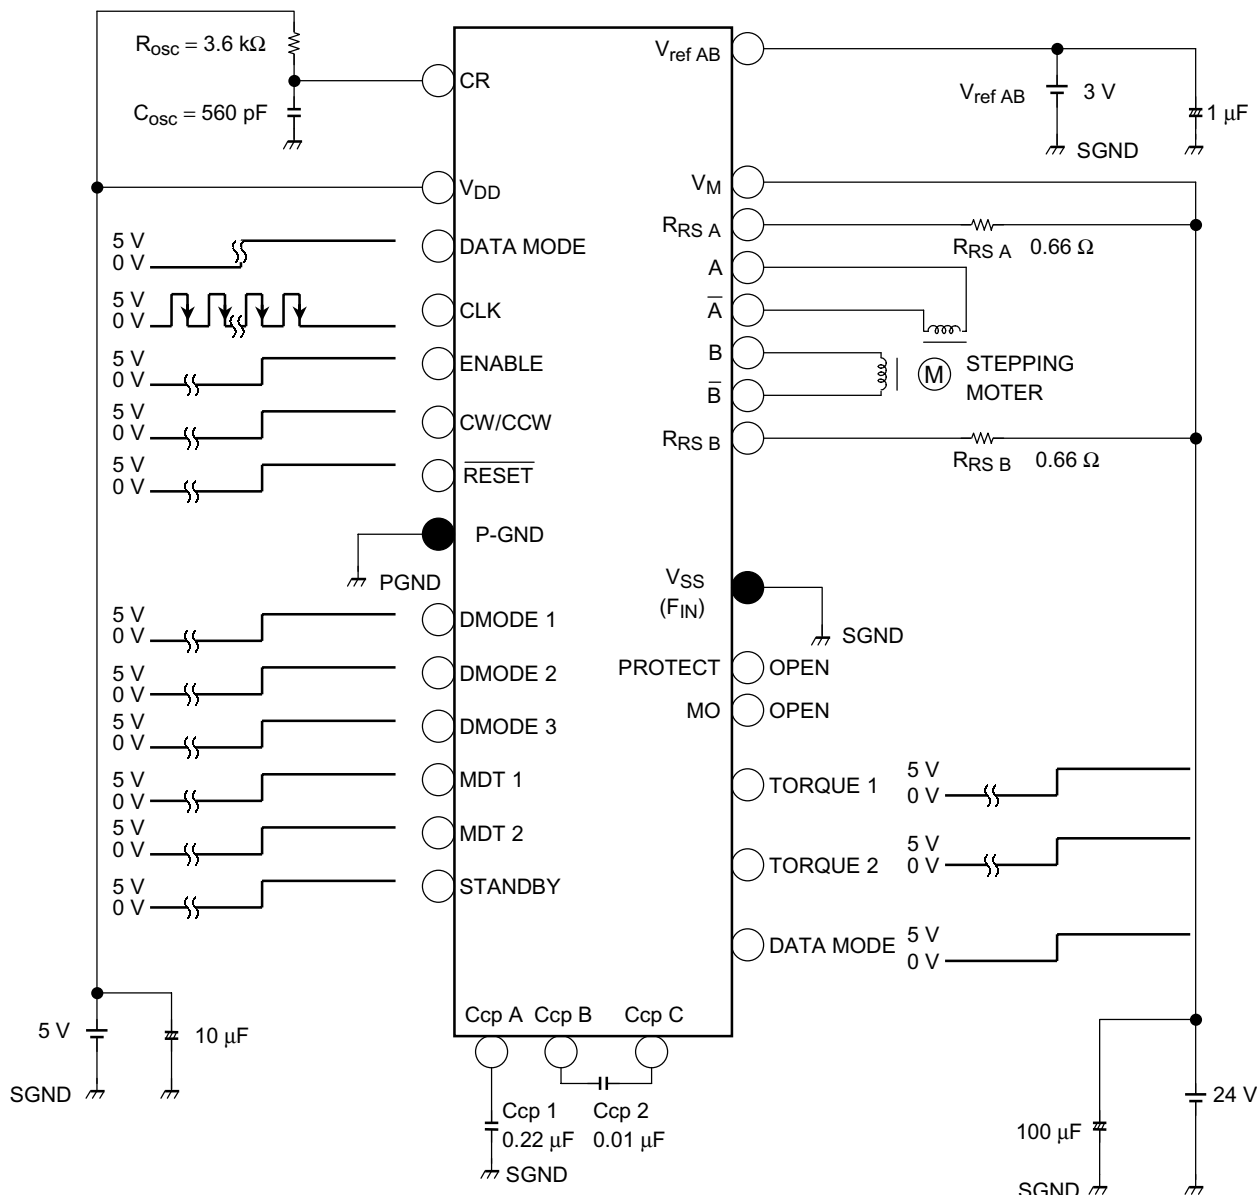 R_osc = 3.6 kΩ
C_osc = 560 pF
CR
V_DD
5 V
0 V
DATA MODE
5 V
0 V
CLK
5 V
0 V
ENABLE
5 V
0 V
CW/CCW
5 V
0 V
R̅E̅S̅E̅T̅
P-GND
PGND
5 V
0 V
DMODE 1
5 V
0 V
DMODE 2
5 V
0 V
DMODE 3
5 V
0 V
MDT 1
5 V
0 V
MDT 2
5 V
0 V
STANDBY
5 V
10 μF
SGND
Ccp A
Ccp B
Ccp C
Ccp 1
0.22 μF
Ccp 2
0.01 μF
SGND
V_ref AB
V_ref AB
3 V
1 μF
SGND
V_M
R_RS A
R_RS A 0.66 Ω
A
A̅
B
B̅
M
STEPPING
MOTER
R_RS B
R_RS B 0.66 Ω
V_SS
(F_IN)
SGND
PROTECT
OPEN
MO
OPEN
TORQUE 1
5 V
0 V
TORQUE 2
5 V
0 V
DATA MODE
5 V
0 V
24 V
100 μF
SGND